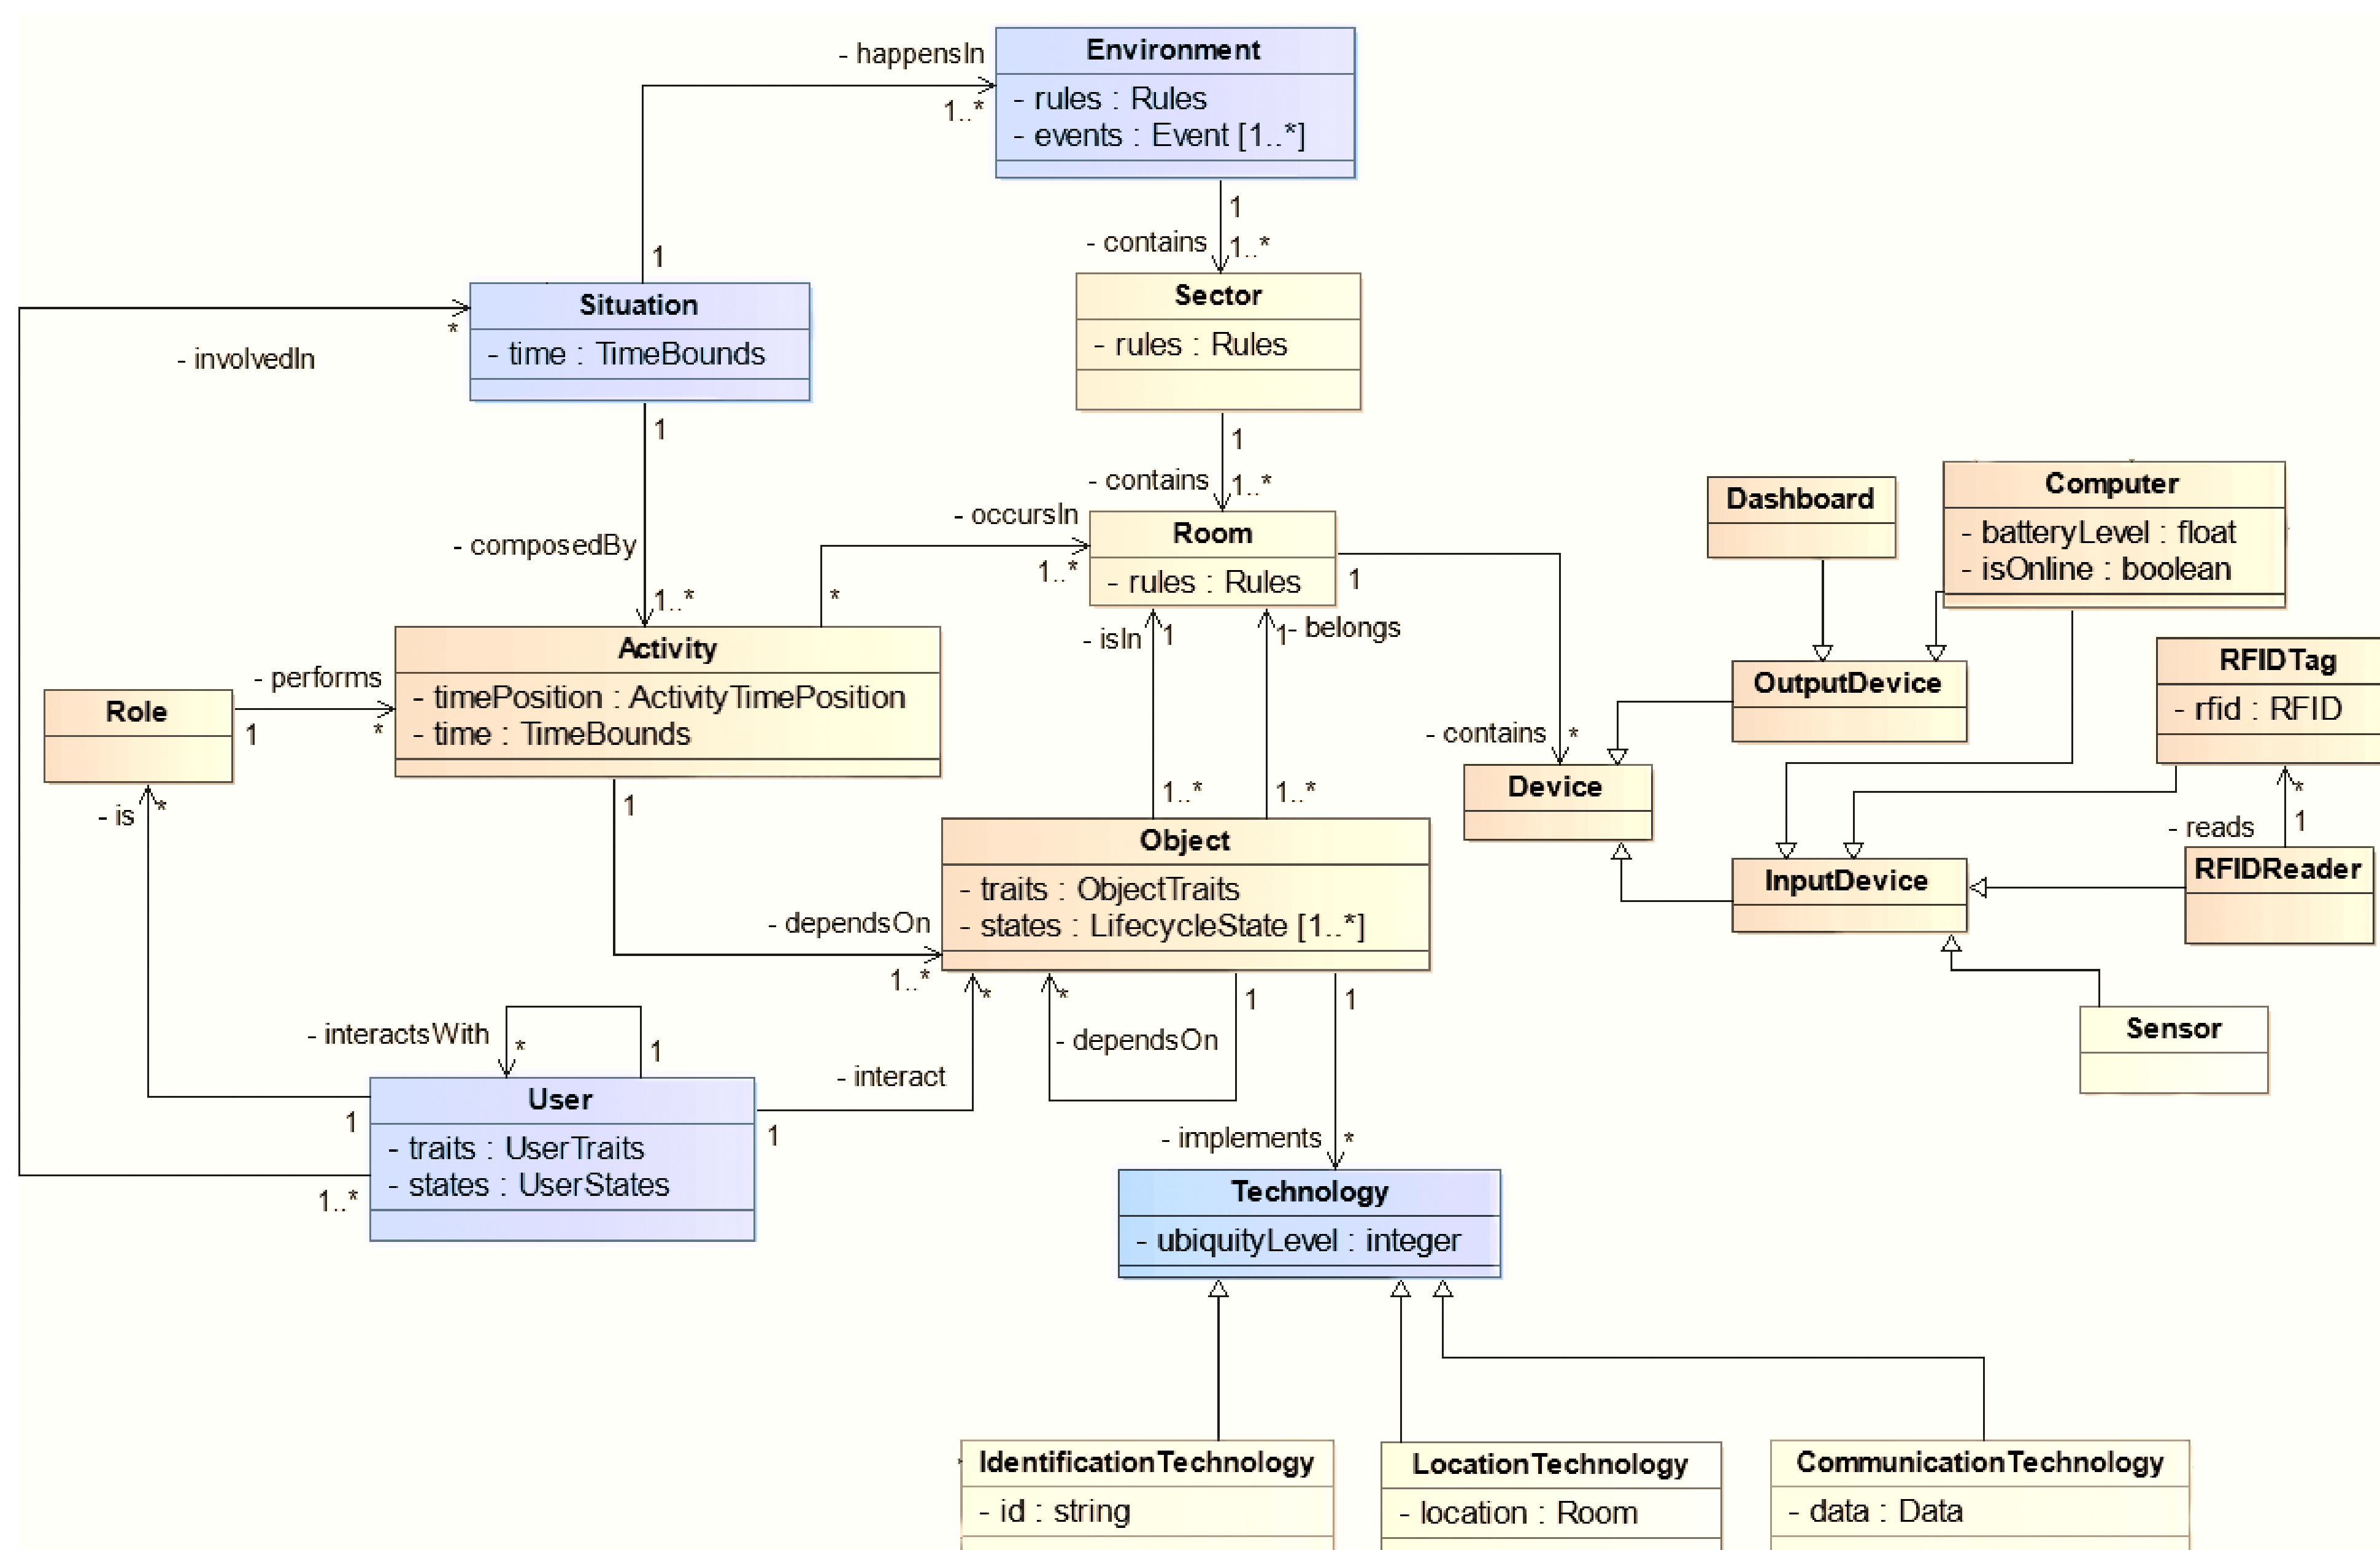 - happensIn
1..*
1
Environment
- rules : Rules
- events : Event [1..*]
1
- contains
1..*
Sector
- rules : Rules
1
- contains
1..*
Situation
- time : TimeBounds
*
- involvedIn
1
- composedBy
1..*
- occursIn
1..*
*
Room
- rules : Rules
1
- isIn
1
1
- belongs
1..*
1..*
- contains
*
Dashboard
Computer
- batteryLevel : float
- isOnline : boolean
OutputDevice
RFIDTag
- rfid : RFID
Device
*
- reads
1
InputDevice
RFIDReader
Sensor
Role
- performs
1
*
Activity
- timePosition : ActivityTimePosition
- time : TimeBounds
- is
*
1
- dependsOn
1..*
Object
- traits : ObjectTraits
- states : LifecycleState [1..*]
*
*
1
- dependsOn
1
- interactsWith
*
1
- interact
1
1
1..*
User
- traits : UserTraits
- states : UserStates
- implements
*
Technology
- ubiquityLevel : integer
IdentificationTechnology
- id : string
LocationTechnology
- location : Room
CommunicationTechnology
- data : Data